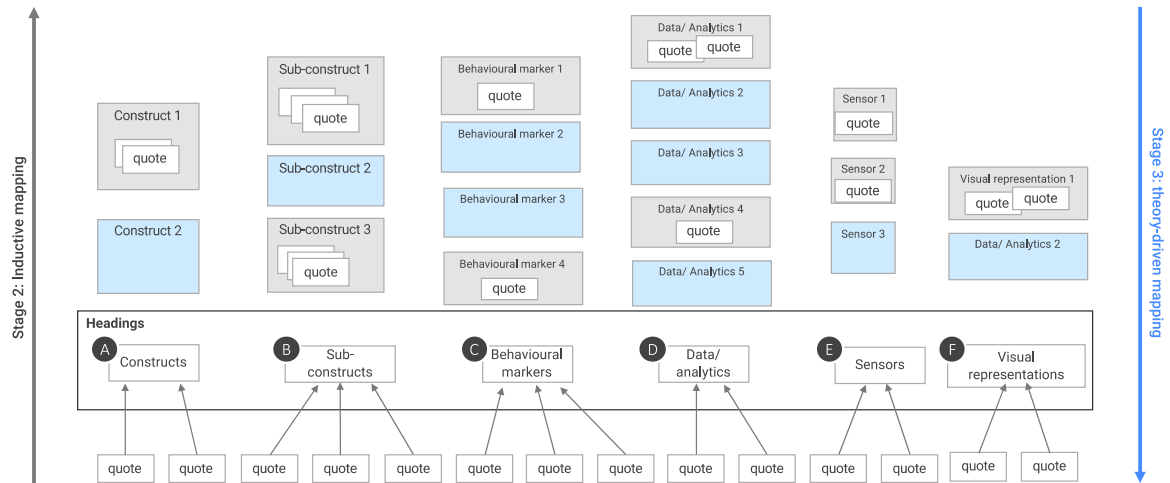 Stage 2: Inductive mapping
Construct 1
quote
Construct 2
Sub-construct 1
quote
Sub-construct 2
Sub-construct 3
quote
Behavioural marker 1
quote
Behavioural marker 2
Behavioural marker 3
Behavioural marker 4
quote
Data/ Analytics 1
quote
quote
Data/ Analytics 2
Data/ Analytics 3
Data/ Analytics 4
quote
Data/ Analytics 5
Sensor 1
quote
Sensor 2
quote
Sensor 3
Visual representation 1
quote
quote
Data/ Analytics 2
Stage 3: theory-driven mapping
Headings
A
Constructs
B
Sub-
constructs
C
Behavioural
markers
D
Data/
analytics
E
Sensors
F
Visual
representations
quote
quote
quote
quote
quote
quote
quote
quote
quote
quote
quote
quote
quote
quote